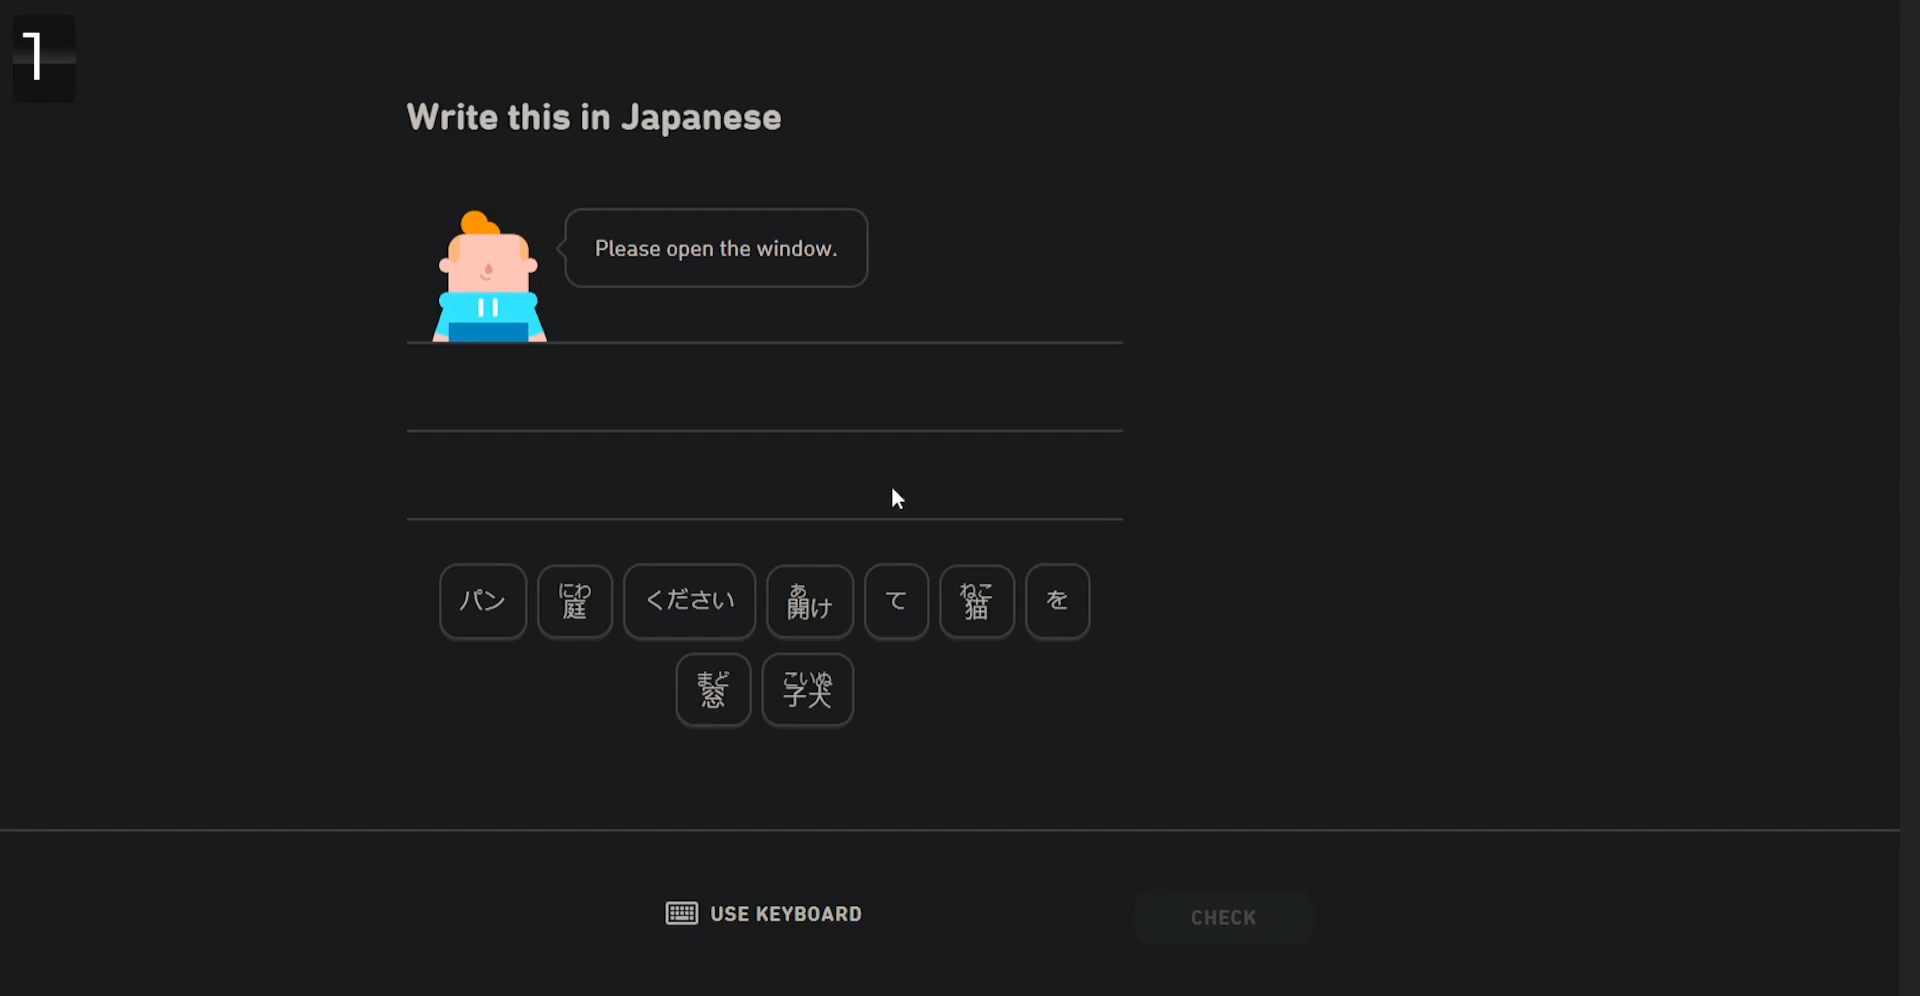 1
Write this in Japanese
Please open the window.
パン 庭 ください 開け て 猫 を
にわ あ ねこ
窓 子犬
まど こいぬ
USE KEYBOARD CHECK